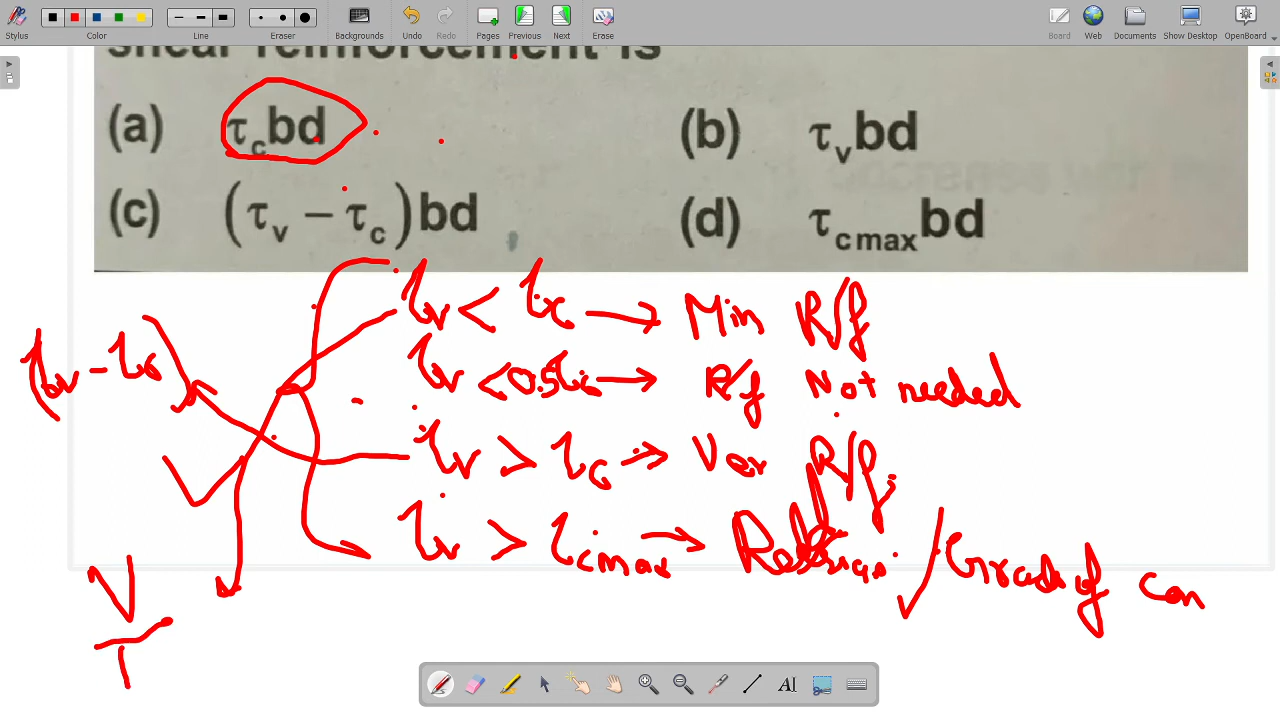 Stylus Color Line Eraser Backgrounds Undo Redo Pages Previous Next Erase Board Web Documents Show Desktop OpenBoard
shear reinforcement is
(a) τcbd (b) τvbd
(c) (τv − τc)bd (d) τcmaxbd
τv < τc → Min R/f
τv < 0.5τc → R/f Not needed
τv − τc
τv > τc → Ver R/f
τv > τcmax → Redesign / Grade of con
V